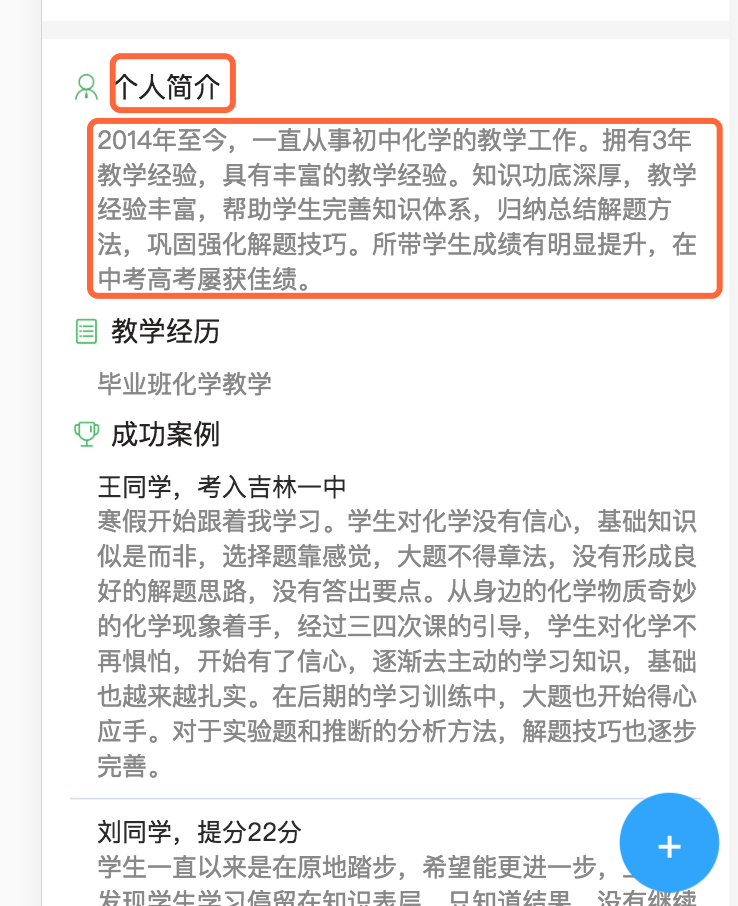 个人简介
2014年至今，一直从事初中化学的教学工作。拥有3年
教学经验，具有丰富的教学经验。知识功底深厚，教学
经验丰富，帮助学生完善知识体系，归纳总结解题方
法，巩固强化解题技巧。所带学生成绩有明显提升，在
中考高考屡获佳绩。
教学经历
毕业班化学教学
成功案例
王同学，考入吉林一中
寒假开始跟着我学习。学生对化学没有信心，基础知识
似是而非，选择题靠感觉，大题不得章法，没有形成良
好的解题思路，没有答出要点。从身边的化学物质奇妙
的化学现象着手，经过三四次课的引导，学生对化学不
再惧怕，开始有了信心，逐渐去主动的学习知识，基础
也越来越扎实。在后期的学习训练中，大题也开始得心
应手。对于实验题和推断的分析方法，解题技巧也逐步
完善。
刘同学，提分22分
学生一直以来是在原地踏步，希望能更进一步，
发现学生学习停留在知识表层，只知道结果，没有继续
+